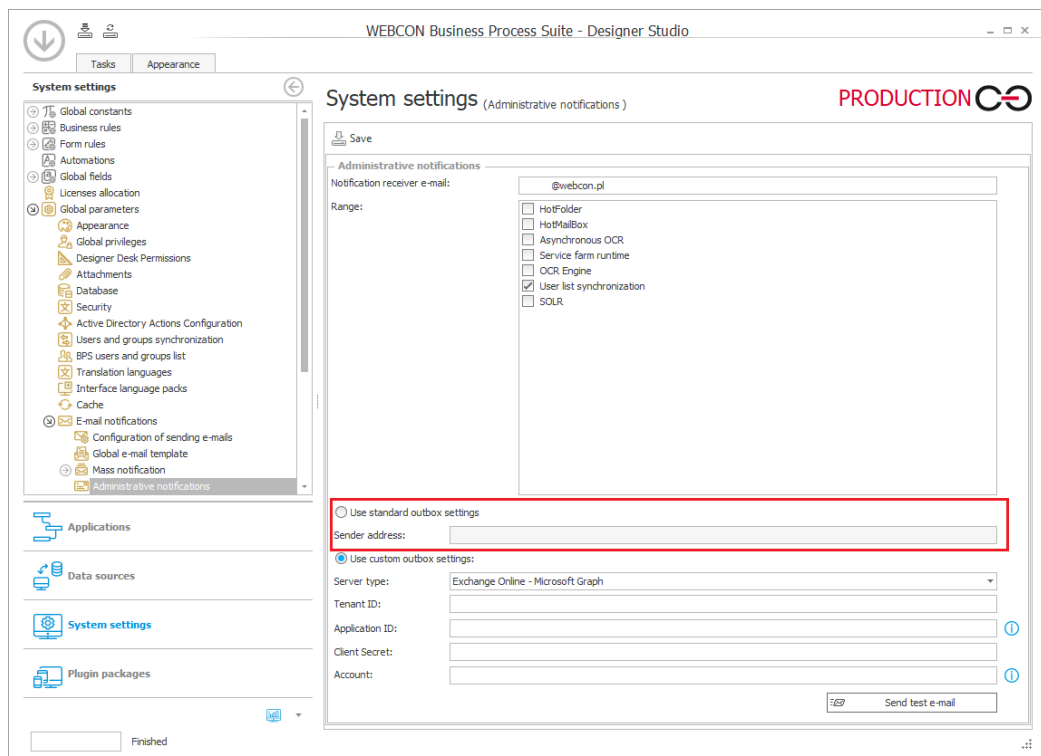 WEBCON Business Process Suite - Designer Studio
Tasks
Appearance
System settings
Global constants
Business rules
Form rules
Automations
Global fields
Licenses allocation
Global parameters
Appearance
Global privileges
Designer Desk Permissions
Attachments
Database
Security
Active Directory Actions Configuration
Users and groups synchronization
BPS users and groups list
Translation languages
Interface language packs
Cache
E-mail notifications
Configuration of sending e-mails
Global e-mail template
Mass notification
Administrative notifications
Applications
Data sources
System settings
Plugin packages
Finished
System settings (Administrative notifications )
PRODUCTION
Save
Administrative notifications
Notification receiver e-mail:
@webcon.pl
Range:
HotFolder
HotMailBox
Asynchronous OCR
Service farm runtime
OCR Engine
User list synchronization
SOLR
Use standard outbox settings
Sender address:
Use custom outbox settings:
Server type:
Exchange Online - Microsoft Graph
Tenant ID:
Application ID:
Client Secret:
Account:
Send test e-mail